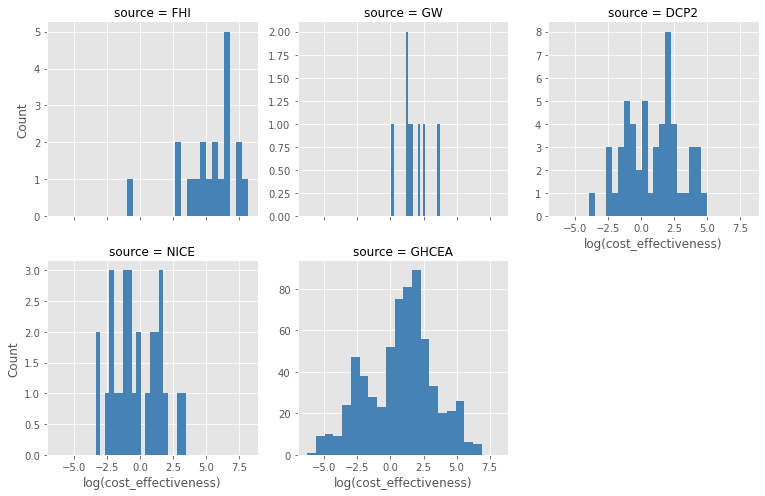 source = FHI
source = GW
source = DCP2
5
4
3
2
1
0
Count
2.00
1.75
1.50
1.25
1.00
0.75
0.50
0.25
0.00
8
7
6
5
4
3
2
1
0
−5.0 −2.5 0.0 2.5 5.0 7.5
log(cost_effectiveness)
source = NICE
source = GHCEA
3.0
2.5
2.0
1.5
1.0
0.5
0.0
Count
−5.0 −2.5 0.0 2.5 5.0 7.5
log(cost_effectiveness)
80
60
40
20
0
−5.0 −2.5 0.0 2.5 5.0 7.5
log(cost_effectiveness)